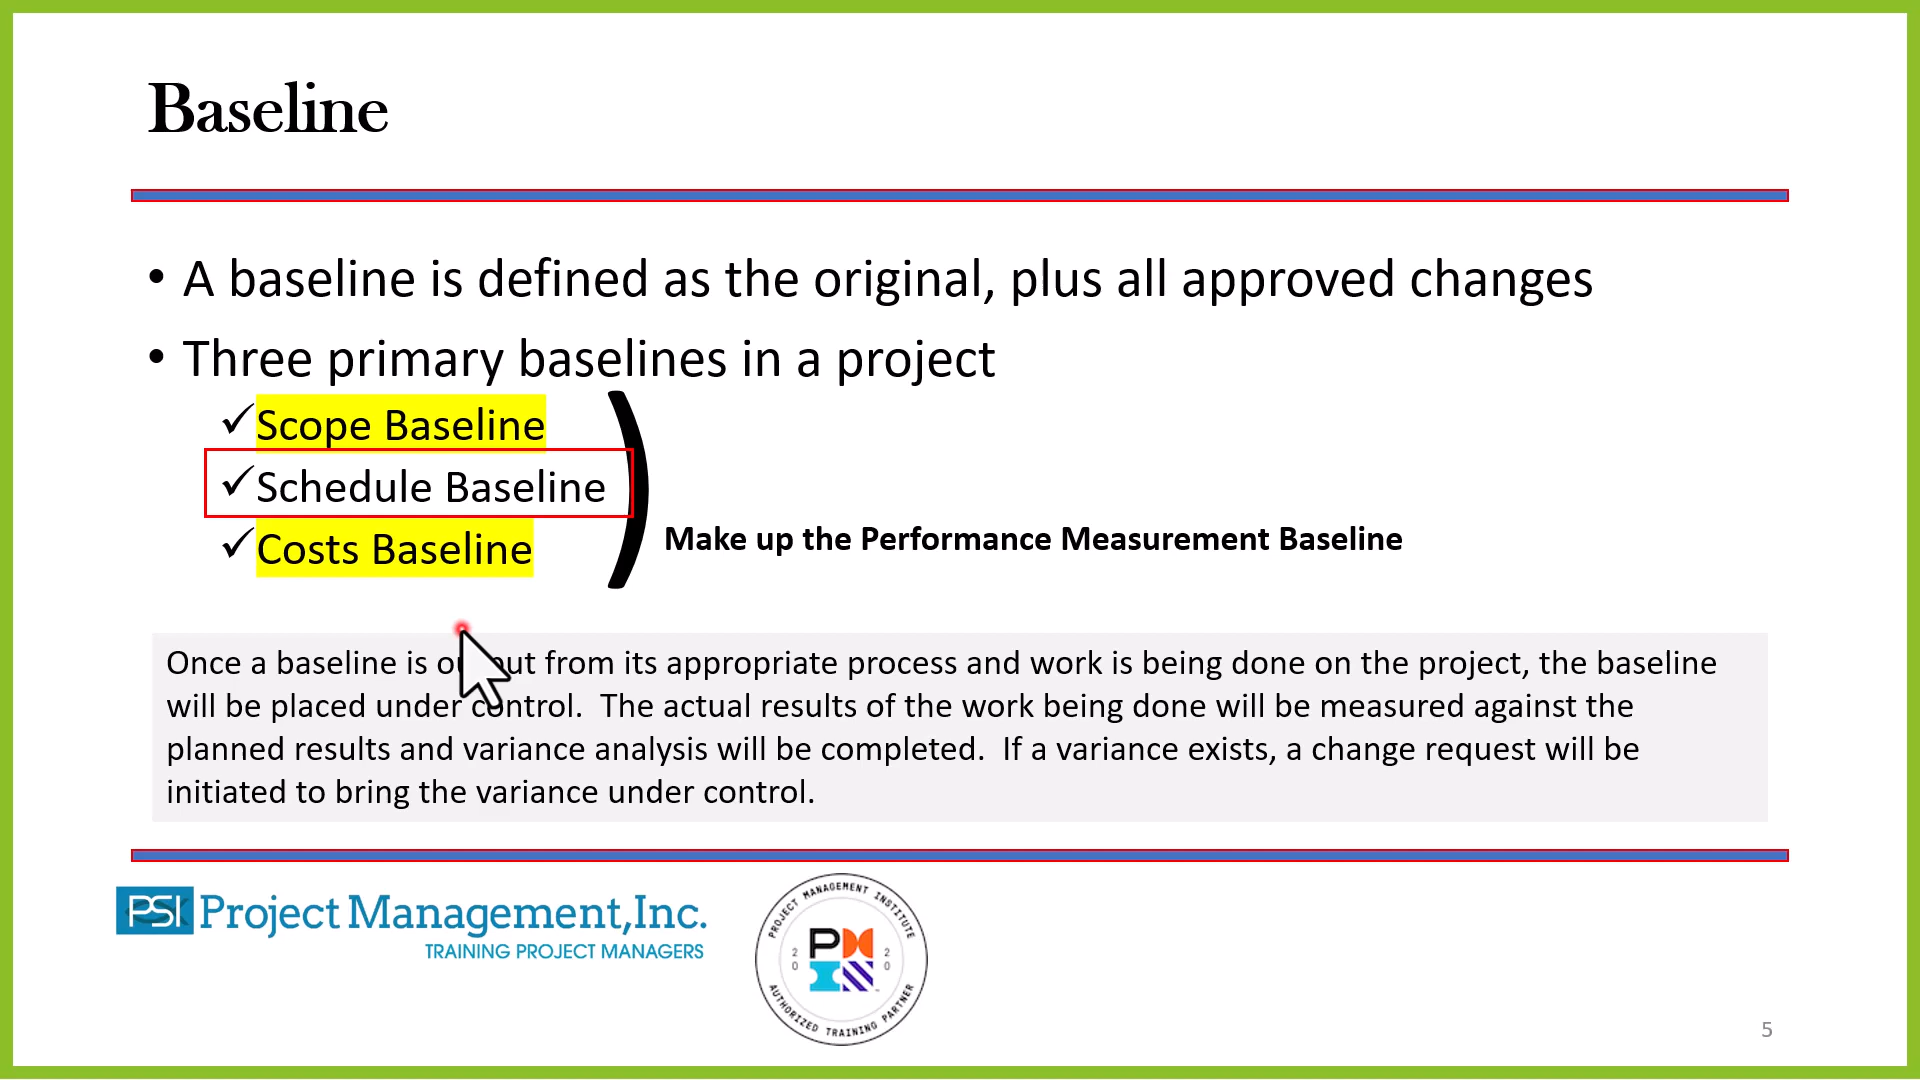 Baseline
• A baseline is defined as the original, plus all approved changes
• Three primary baselines in a project
✓Scope Baseline
✓Schedule Baseline
✓Costs Baseline
Make up the Performance Measurement Baseline
Once a baseline is output from its appropriate process and work is being done on the project, the baseline
will be placed under control.  The actual results of the work being done will be measured against the
planned results and variance analysis will be completed.  If a variance exists, a change request will be
initiated to bring the variance under control.
PSI Project Management,Inc.
TRAINING PROJECT MANAGERS
PROJECT MANAGEMENT INSTITUTE
20 20
PM
AUTHORIZED TRAINING PARTNER
5